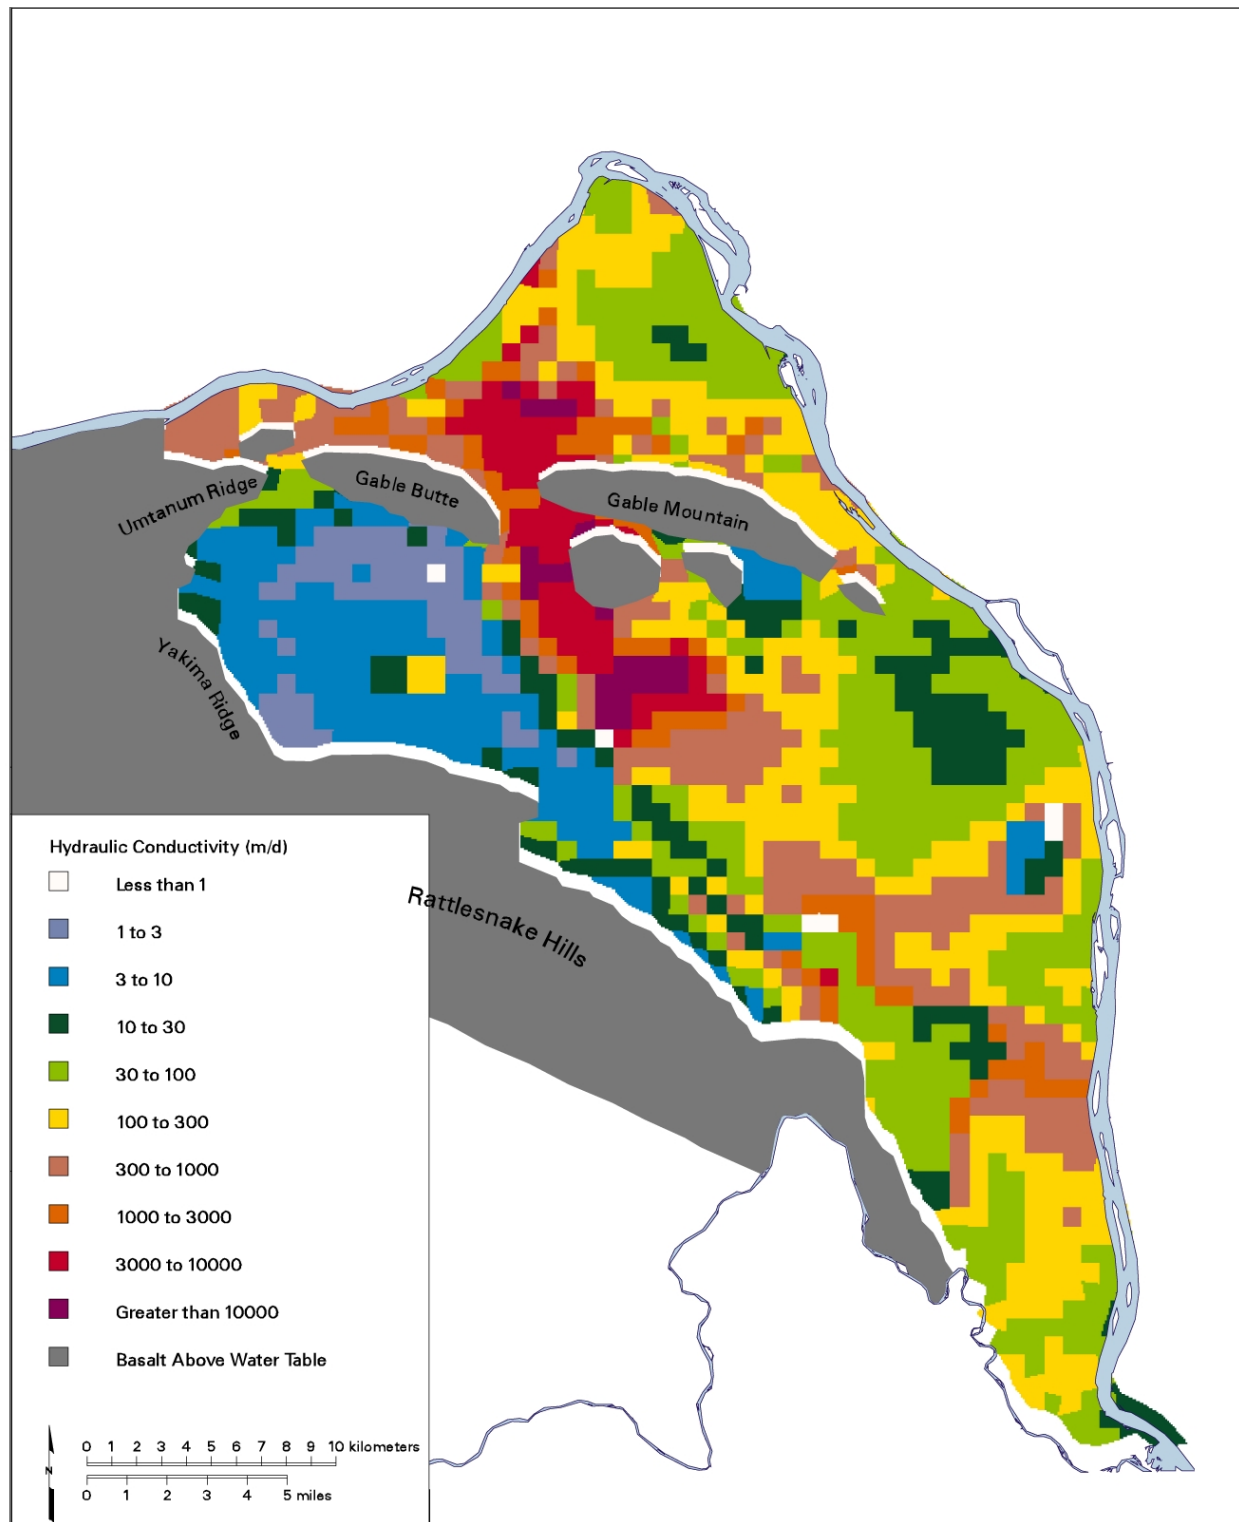 Umtanum Ridge
Gable Butte
Gable Mountain
Yakima Ridge
Rattlesnake Hills
Hydraulic Conductivity (m/d)
Less than 1
1 to 3
3 to 10
10 to 30
30 to 100
100 to 300
300 to 1000
1000 to 3000
3000 to 10000
Greater than 10000
Basalt Above Water Table
N
0 1 2 3 4 5 6 7 8 9 10 kilometers
0 1 2 3 4 5 miles